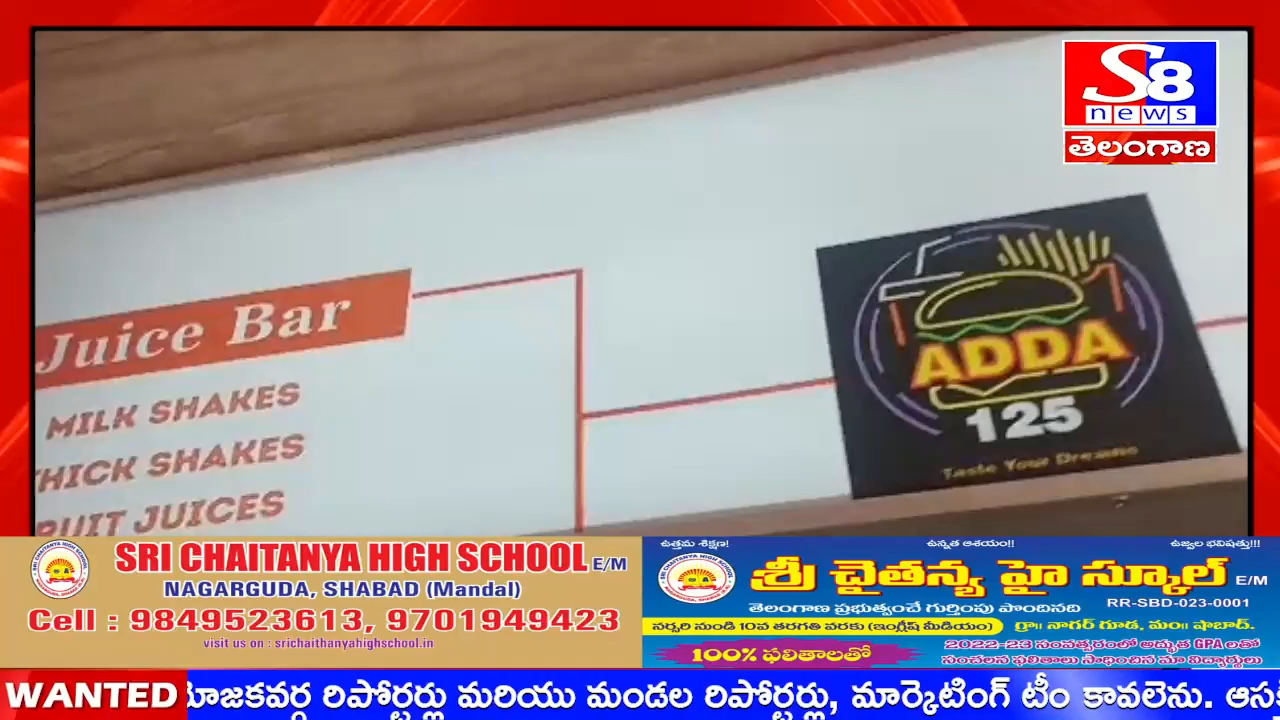 S8
news
తెలంగాణ
Juice Bar
MILK SHAKES
THICK SHAKES
RUIT JUICES
ADDA
125
Taste Your Dreams
SRI CHAITANYA HIGH SCHOOL E/M
NAGARGUDA, SHABAD (Mandal)
Cell : 9849523613, 9701949423
visit us on : srichaithanyahighschool.in
ఉత్తమ శిక్షణ! ఉన్నత ఆశయం!! ఉజ్వల భవిష్యత్తు!!!
శ్రీ చైతన్య హై స్కూల్ E/M
తెలంగాణ ప్రభుత్వంచే గుర్తింపు పొందినది RR-SBD-023-0001
నర్సరి నుండి 10వ తరగతి వరకు (ఇంగ్లీష్ మీడియం) గ్రా॥ నాగర్ గూడ, మం॥ షాబాద్.
100% ఫలితాలతో
2022-23 సంవత్సరంలో అద్భుత GPA లతో
సంచలన ఫలితాలు సాధించిన మా విద్యార్థులు
WANTED యోజకవర్గ రిపోర్టర్లు మరియు మండల రిపోర్టర్లు, మార్కెటింగ్ టీం కావలెను. ఆస